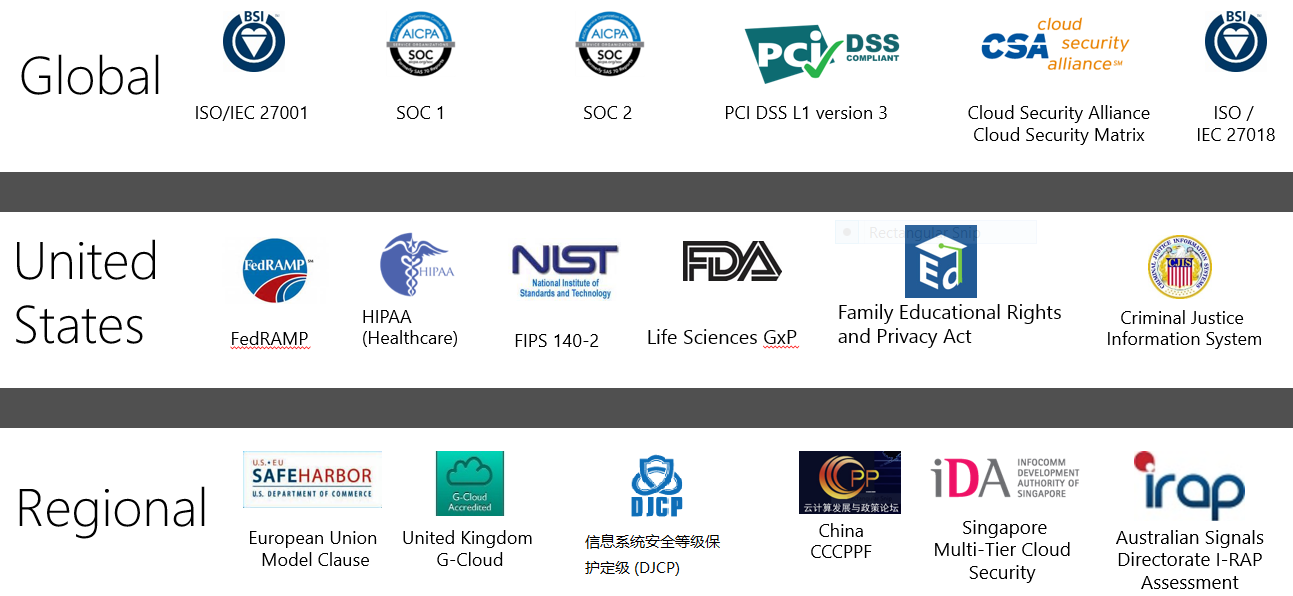 Global
BSI
ISO/IEC 27001
AICPA
SOC
SOC 1
AICPA
SOC
SOC 2
PCI DSS
COMPLIANT
PCI DSS L1 version 3
CSA cloud
security
alliance℠
Cloud Security Alliance
Cloud Security Matrix
BSI
ISO /
IEC 27018
United
States
FedRAMP
FedRAMP
HIPAA
HIPAA
(Healthcare)
NIST
National Institute of
Standards and Technology
FIPS 140-2
FDA
Life Sciences GxP
Ed
Family Educational Rights
and Privacy Act
CRIMINAL JUSTICE INFORMATION SYSTEMS
CJIS
Criminal Justice
Information System
Regional
U.S.-EU
SAFEHARBOR
U.S. DEPARTMENT OF COMMERCE
European Union
Model Clause
G-Cloud
Accredited
United Kingdom
G-Cloud
DJCP
信息系统安全等级保
护定级 (DJCP)
CPP
云计算发展与政策论坛
China
CCCPPF
iDA INFOCOMM
DEVELOPMENT
AUTHORITY OF
SINGAPORE
Singapore
Multi-Tier Cloud
Security
irap
Australian Signals
Directorate I-RAP
Assessment